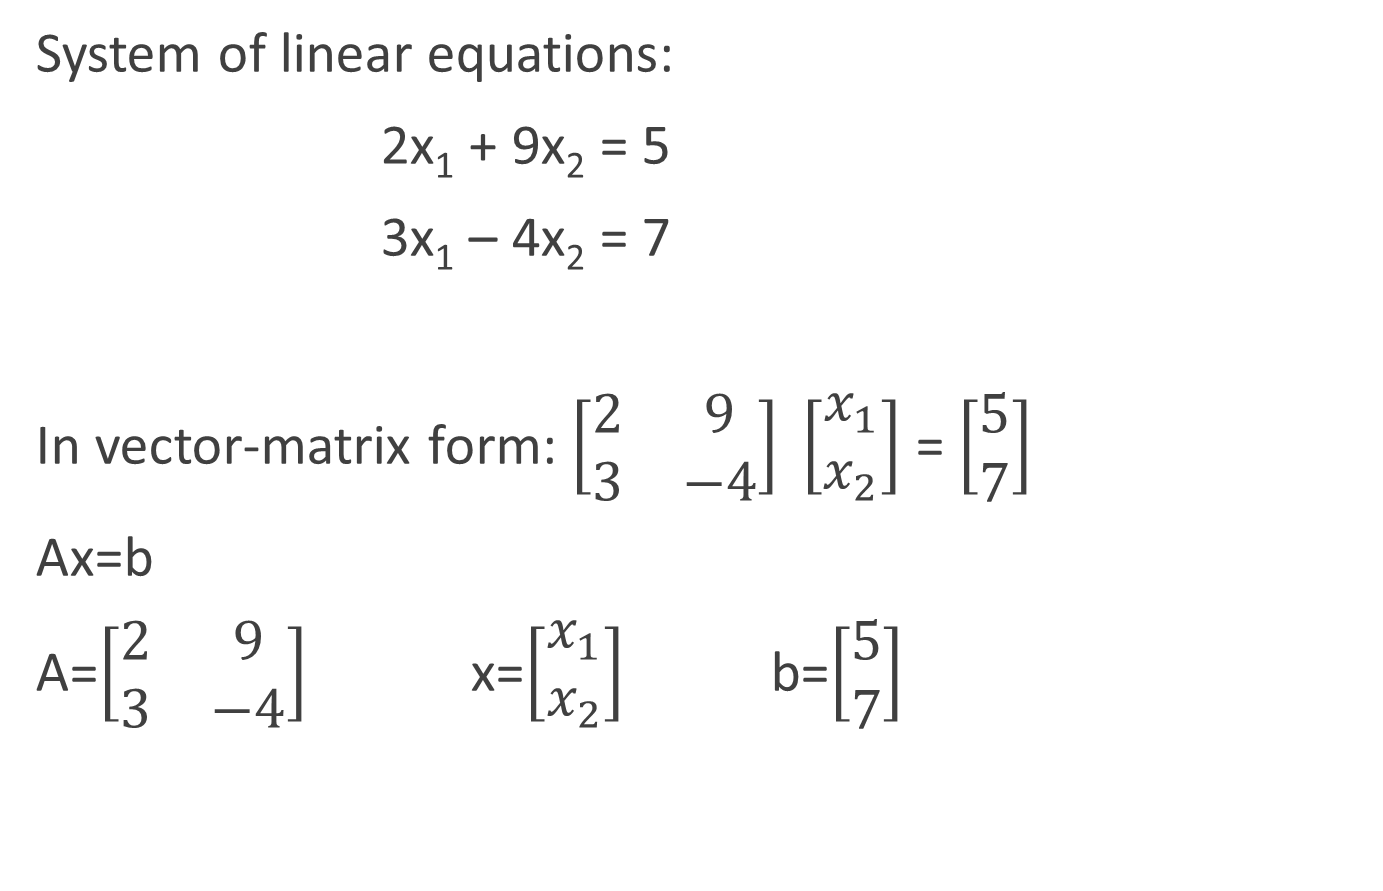 System of linear equations:
2x₁ + 9x₂ = 5
3x₁ – 4x₂ = 7
In vector-matrix form: [2 9; 3 −4] [x₁; x₂] = [5; 7]
Ax=b
A=[2 9; 3 −4] x=[x₁; x₂] b=[5; 7]